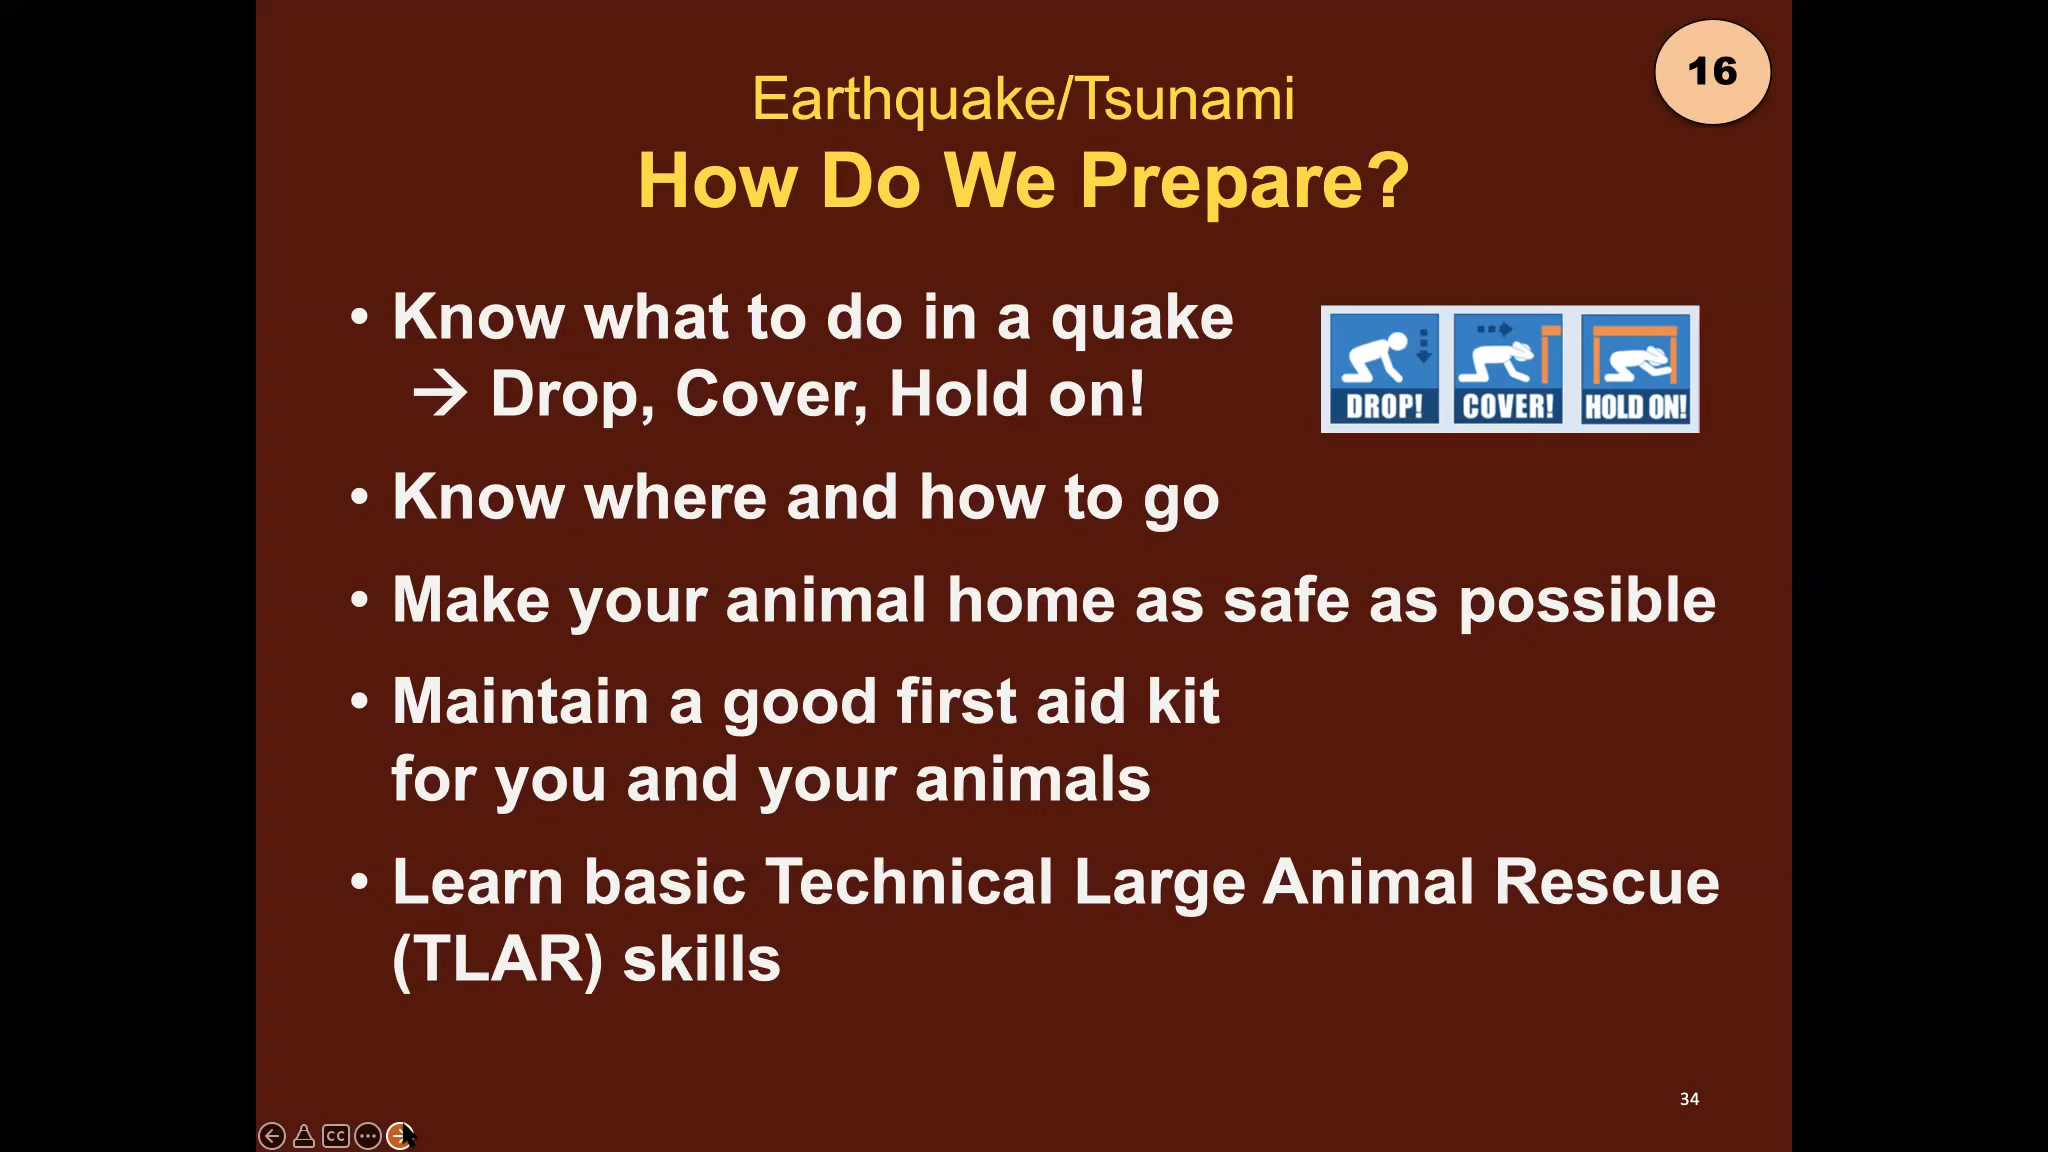 16
Earthquake/Tsunami
How Do We Prepare?
• Know what to do in a quake
→ Drop, Cover, Hold on!
DROP! COVER! HOLD ON!
• Know where and how to go
• Make your animal home as safe as possible
• Maintain a good first aid kit
for you and your animals
• Learn basic Technical Large Animal Rescue
(TLAR) skills
34
CC